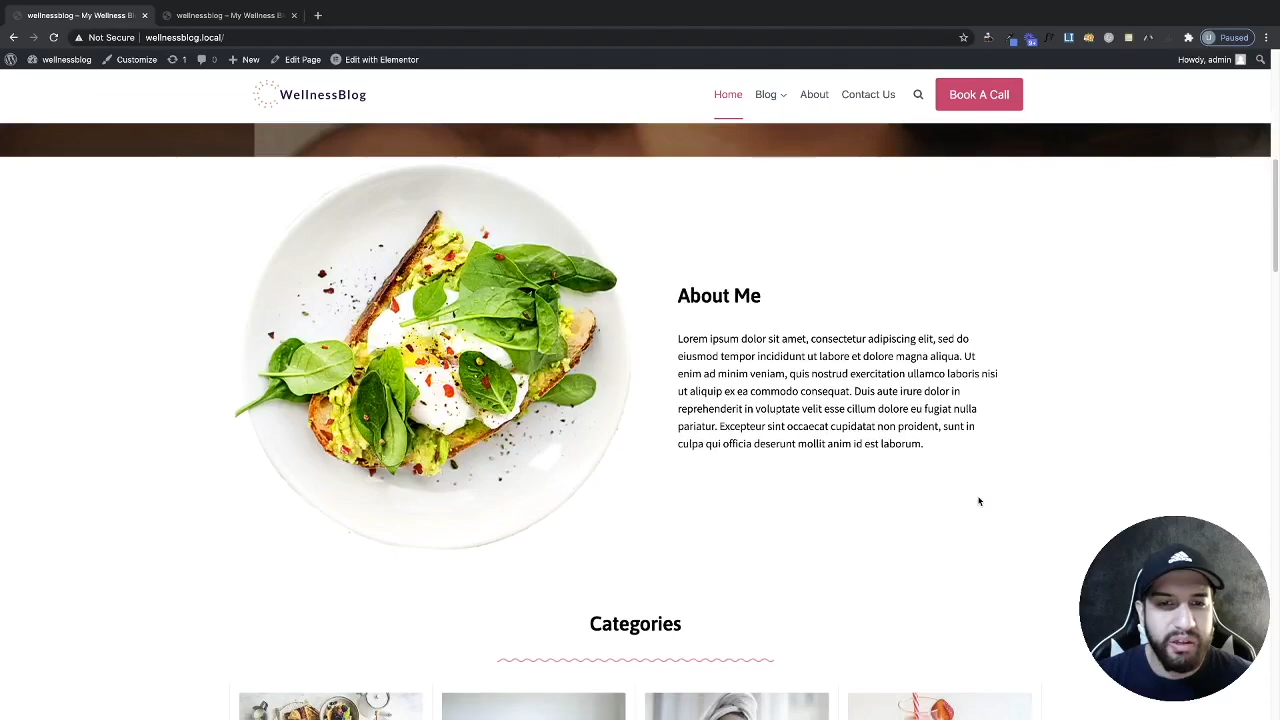 wellnessblog – My Wellness Bl
wellnessblog – My Wellness B
Not Secure
wellnessblog.local/
9+
LI
U
Paused
wellnessblog
Customize
1
0
New
Edit Page
Edit with Elementor
Howdy, admin
WellnessBlog
Home
Blog
About
Contact Us
Book A Call
About Me
Lorem ipsum dolor sit amet, consectetur adipiscing elit, sed do
eiusmod tempor incididunt ut labore et dolore magna aliqua. Ut
enim ad minim veniam, quis nostrud exercitation ullamco laboris nisi
ut aliquip ex ea commodo consequat. Duis aute irure dolor in
reprehenderit in voluptate velit esse cillum dolore eu fugiat nulla
pariatur. Excepteur sint occaecat cupidatat non proident, sunt in
culpa qui officia deserunt mollit anim id est laborum.
Categories